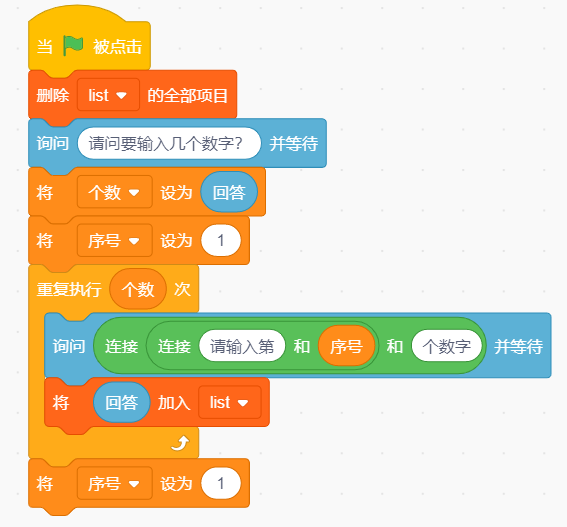 当 被点击
删除 list 的全部项目
询问 请问要输入几个数字? 并等待
将 个数 设为 回答
将 序号 设为 1
重复执行 个数 次
询问 连接 连接 请输入第 和 序号 和 个数字 并等待
将 回答 加入 list
将 序号 设为 1